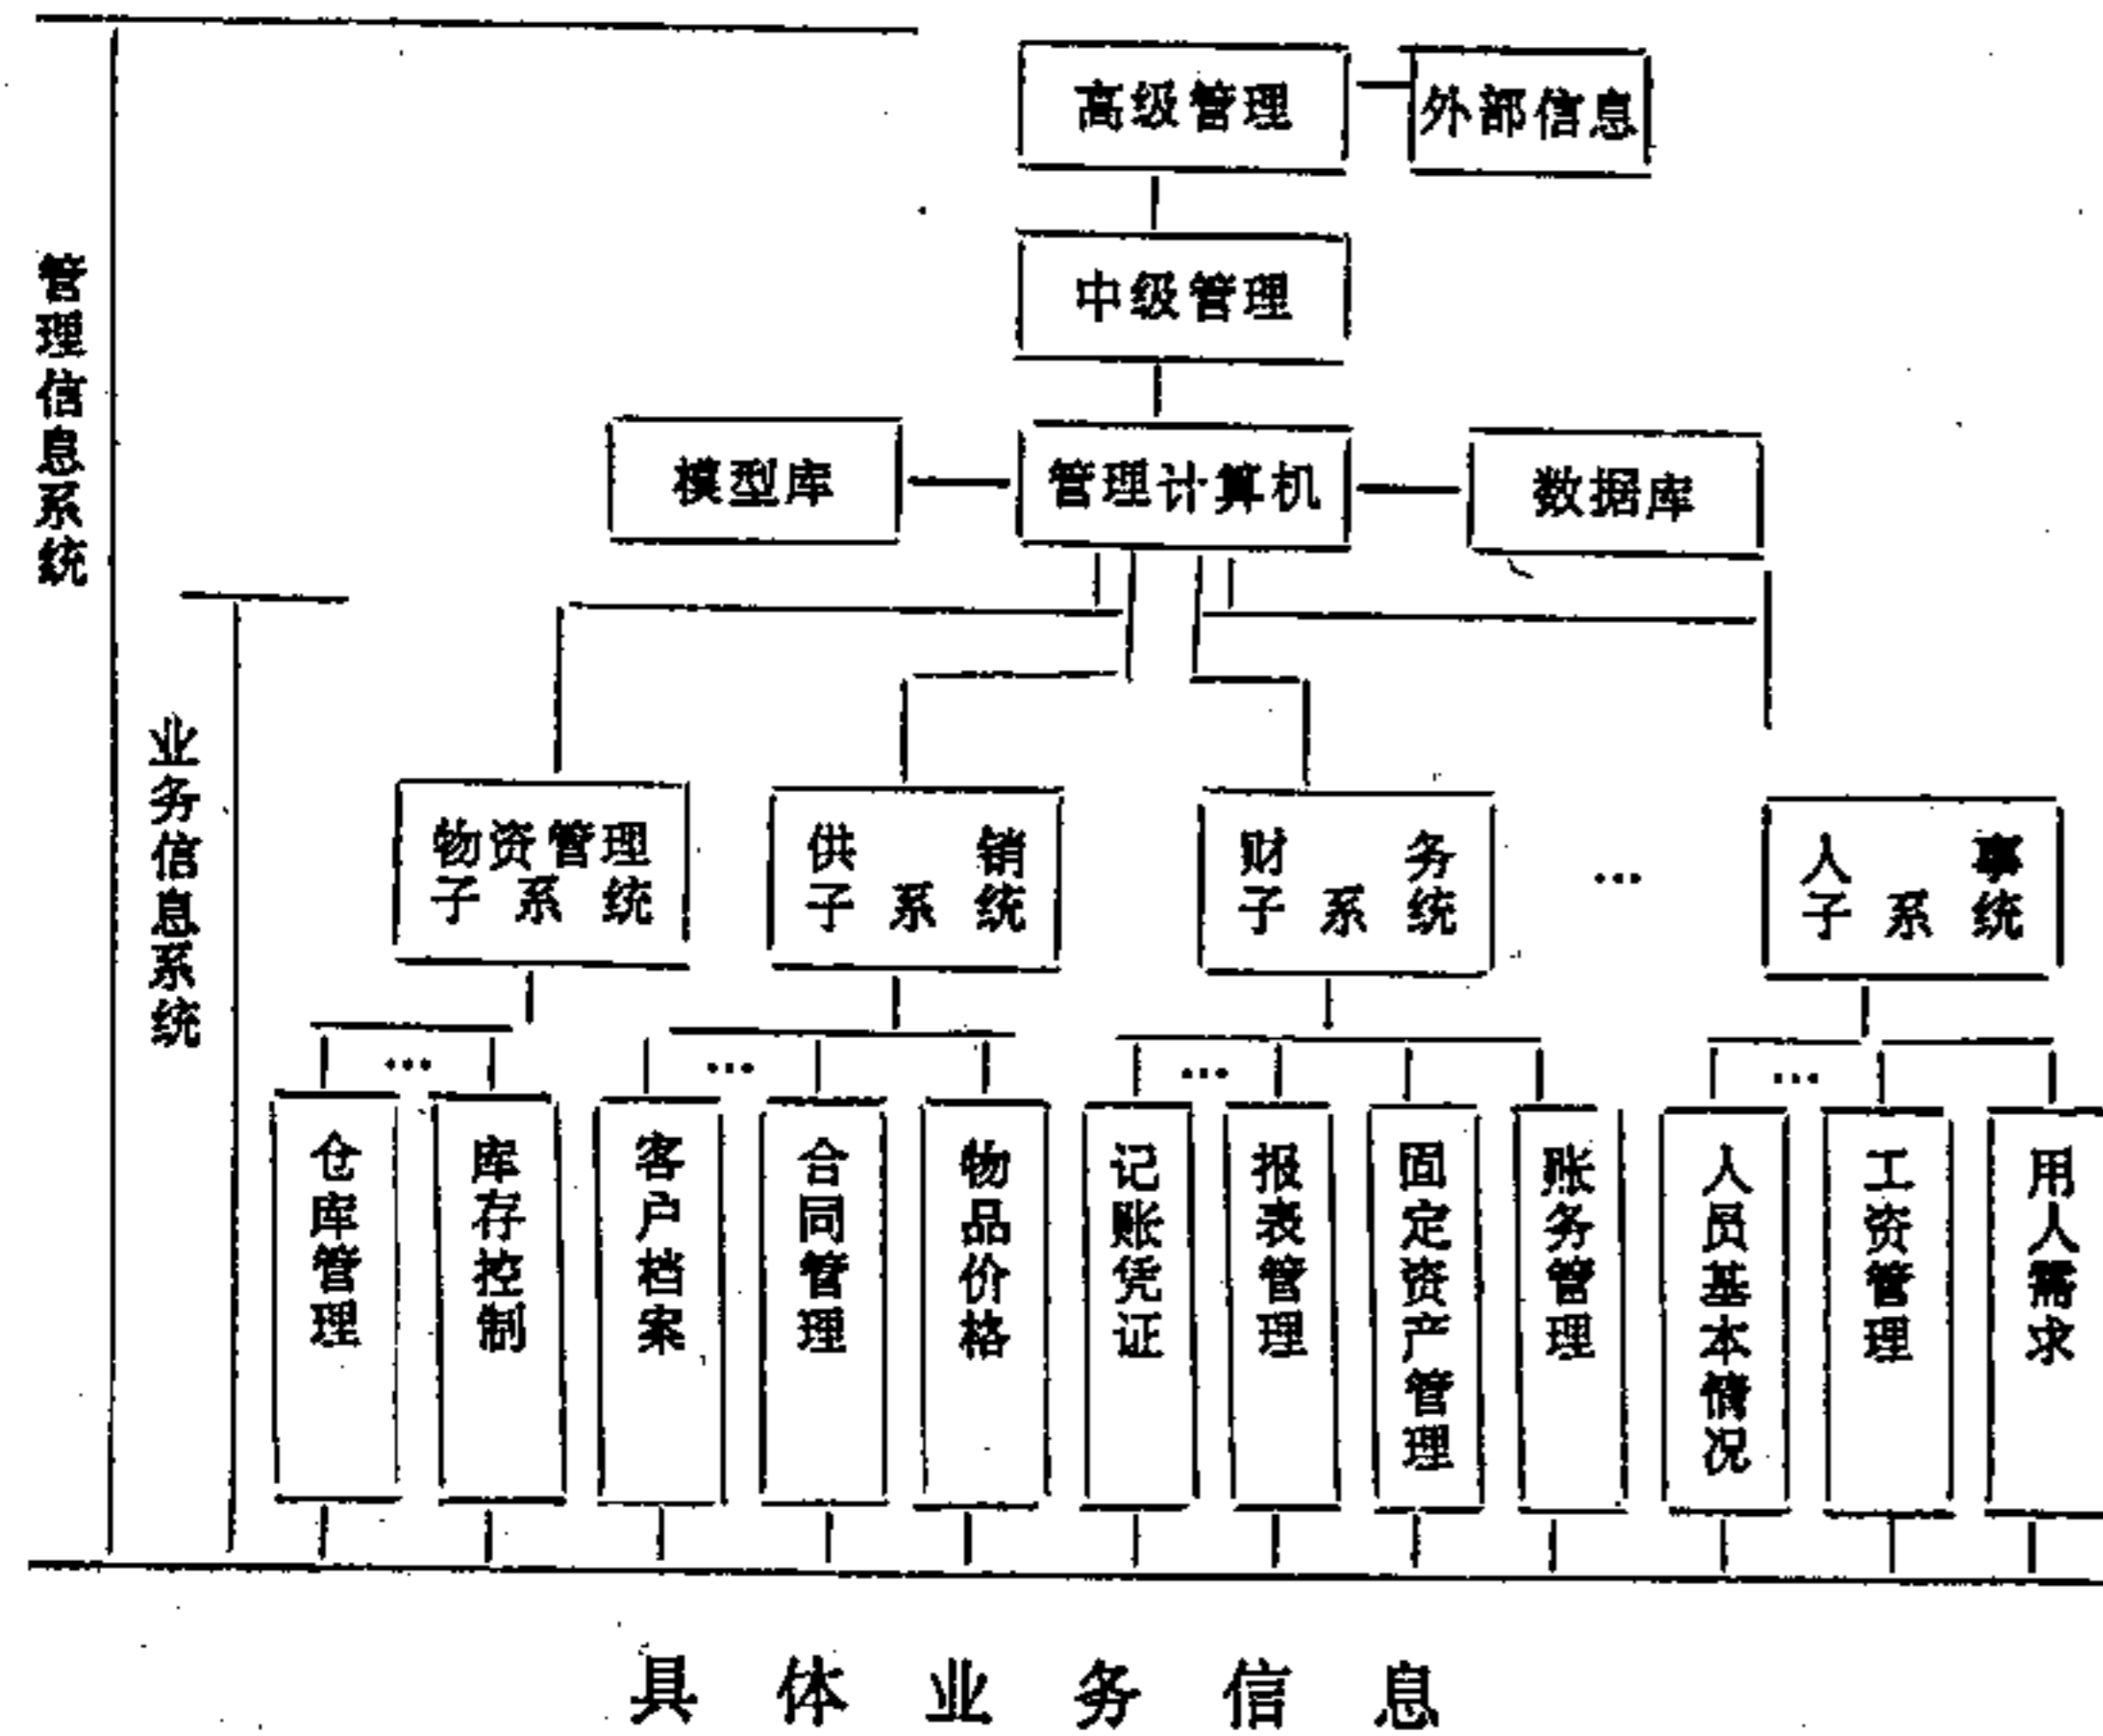 高级管理
外部信息
中级管理
模型库
管理计算机
数据库
管理信息系统
业务信息系统
物资管理
子系统
供销
子系统
财务
子系统
…
人事
子系统
…
…
…
…
仓库管理
库存控制
客户档案
合同管理
物品价格
记账凭证
报表管理
固定资产管理
账务管理
人员基本情况
工资管理
用人需求
具体业务信息